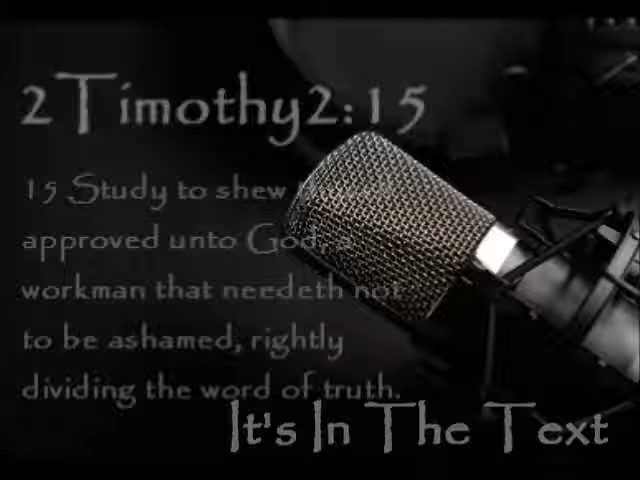 2Timothy2:15
15 Study to shew
approved unto God, a
workman that needeth not
to be ashamed, rightly
dividing the word of truth.
It's In The Text